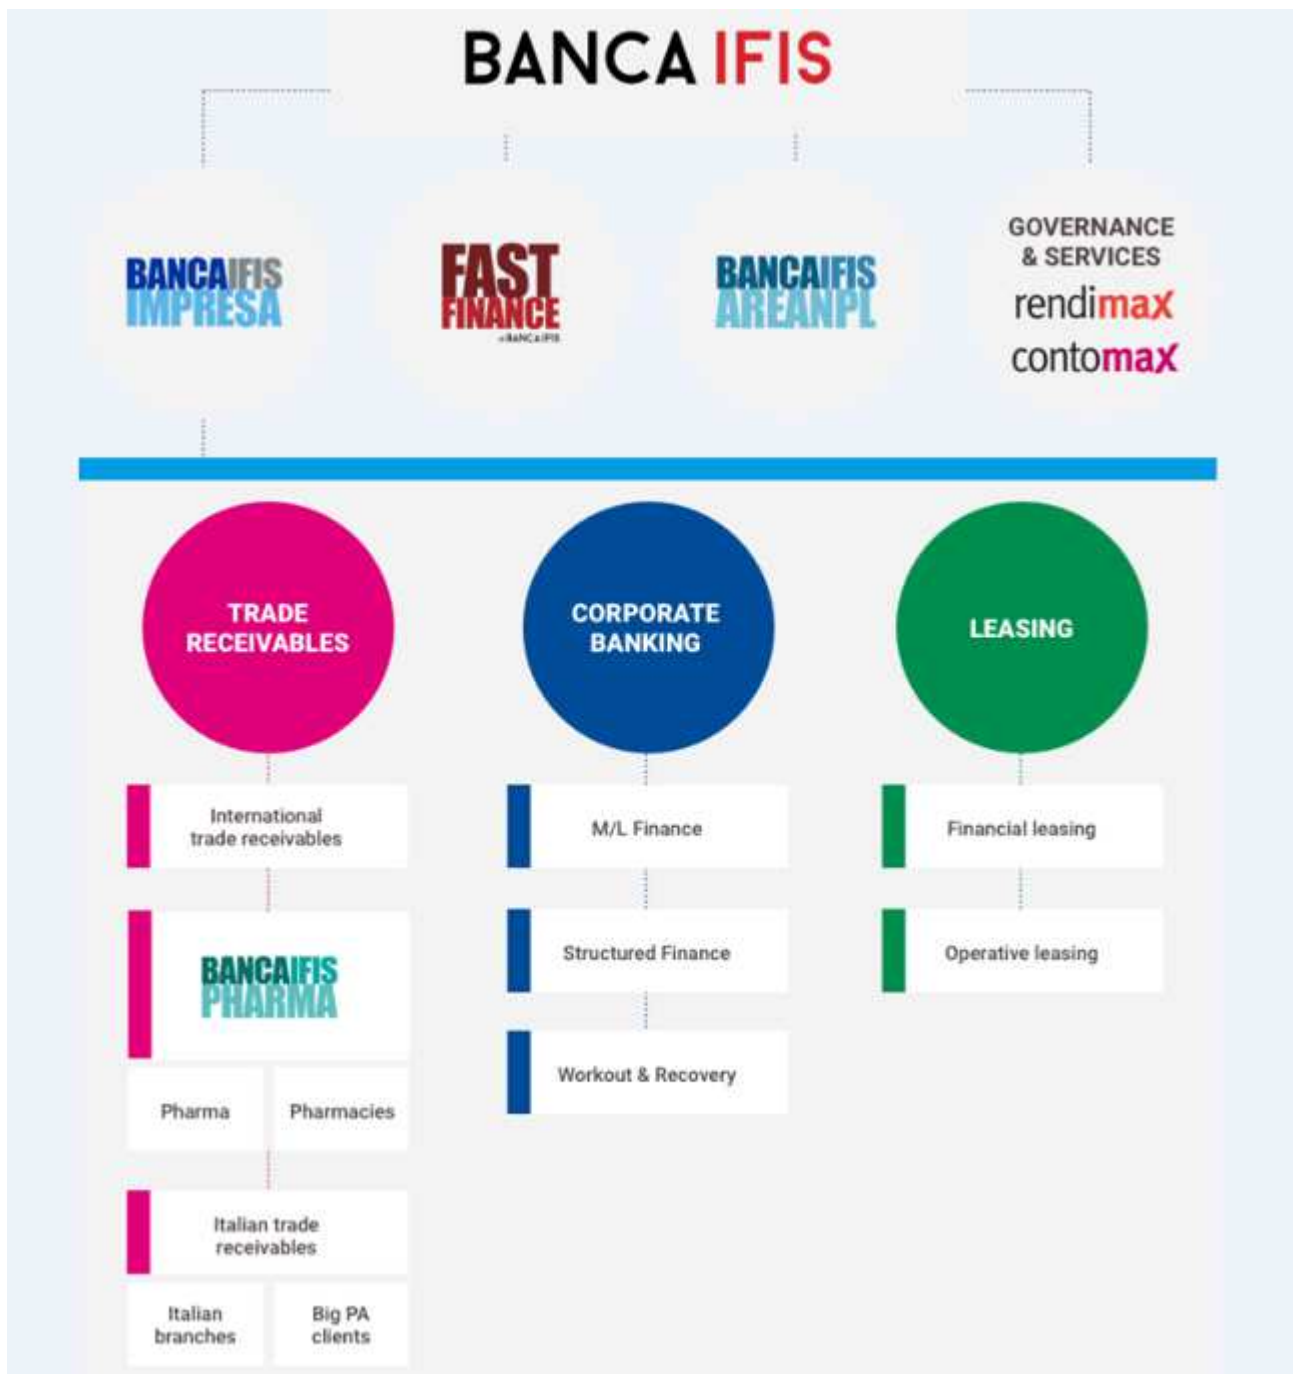 BANCA IFIS
BANCAIFIS
IMPRESA
FAST
FINANCE
BANCA IFIS
BANCAIFIS
AREANPL
GOVERNANCE
& SERVICES
rendimax
contomax
TRADE
RECEIVABLES
CORPORATE
BANKING
LEASING
International
trade receivables
M/L Finance
Financial leasing
BANCAIFIS
PHARMA
Structured Finance
Operative leasing
Workout & Recovery
Pharma
Pharmacies
Italian trade
receivables
Italian
branches
Big PA
clients